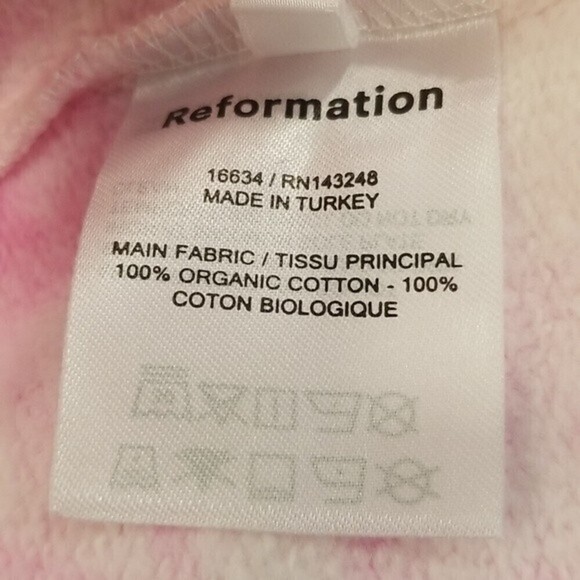 Reformation
16634 / RN143248
MADE IN TURKEY
MAIN FABRIC / TISSU PRINCIPAL
100% ORGANIC COTTON - 100%
COTON BIOLOGIQUE